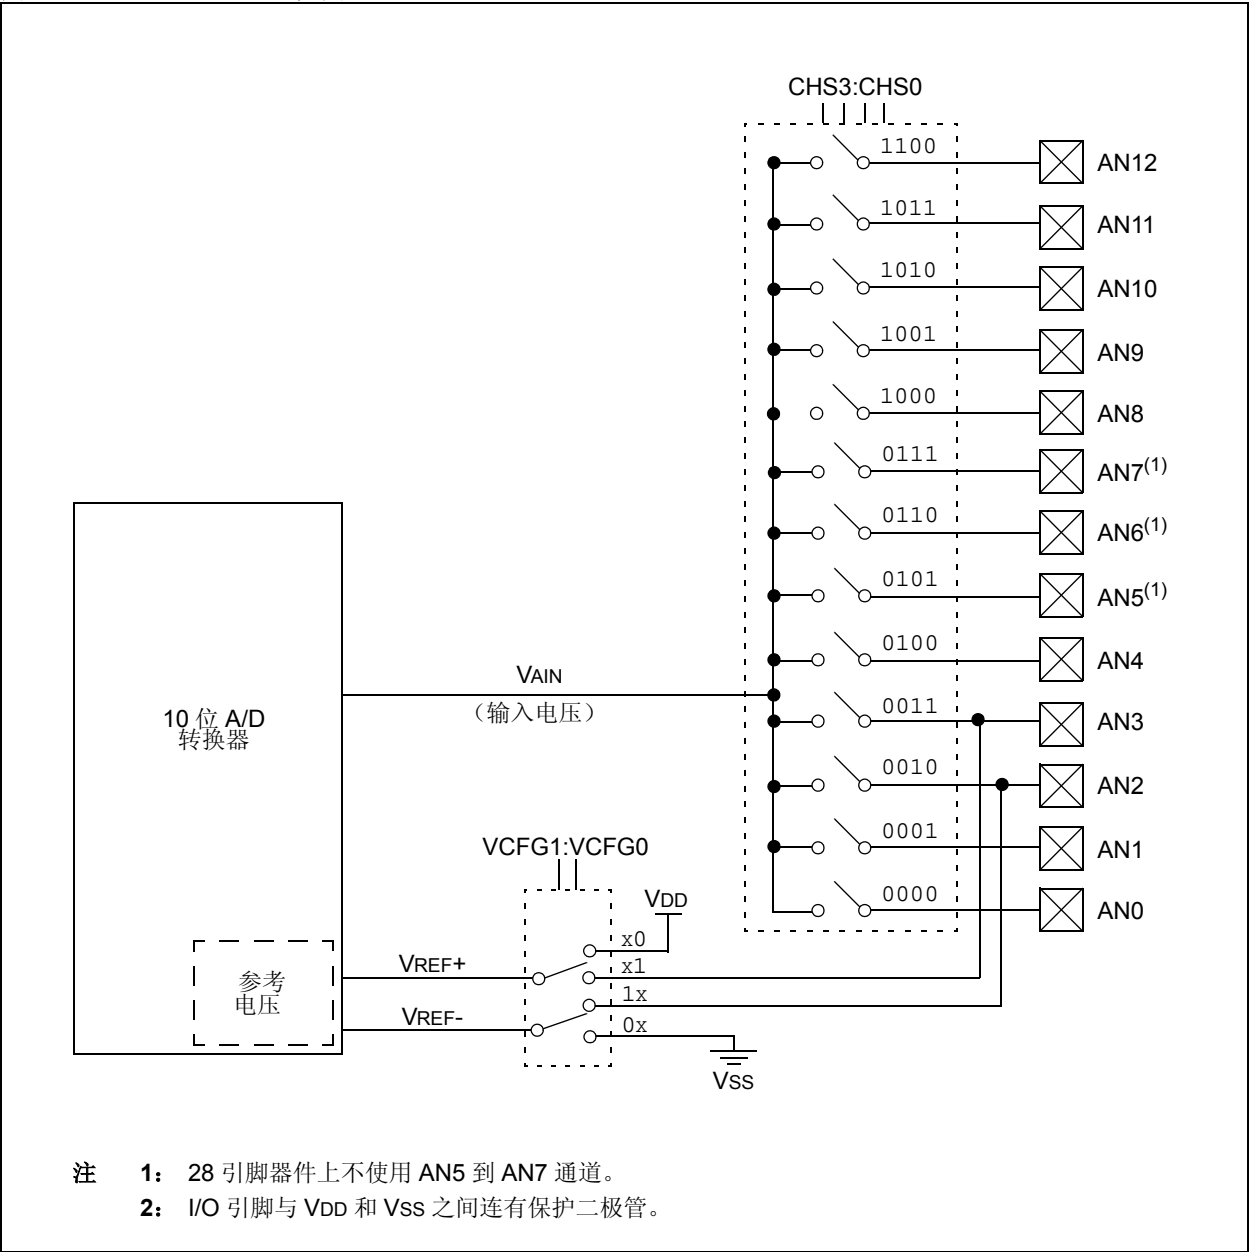 CHS3:CHS0
1100
AN12
1011
AN11
1010
AN10
1001
AN9
1000
AN8
0111
AN7(1)
0110
AN6(1)
0101
AN5(1)
0100
AN4
VAIN
(输入电压)
10 位 A/D
转换器
0011
AN3
0010
AN2
0001
AN1
VCFG1:VCFG0
0000
AN0
VDD
x0
VREF+
x1
参考
电压
1x
VREF-
0x
VSS
注 1: 28 引脚器件上不使用 AN5 到 AN7 通道。
2: I/O 引脚与 VDD 和 VSS 之间连有保护二极管。